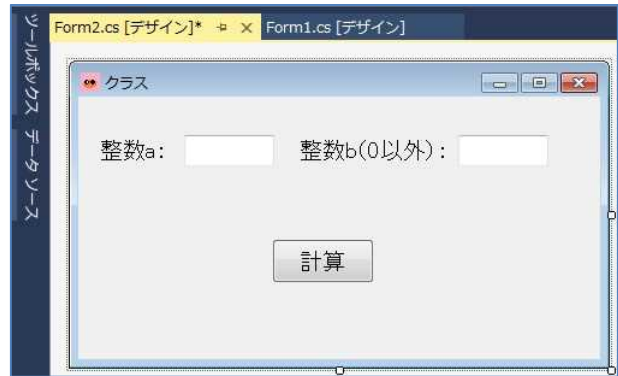 ツールボックス データ ソース
Form2.cs [デザイン]* Form1.cs [デザイン]
クラス
整数a: 整数b(0以外):
計算